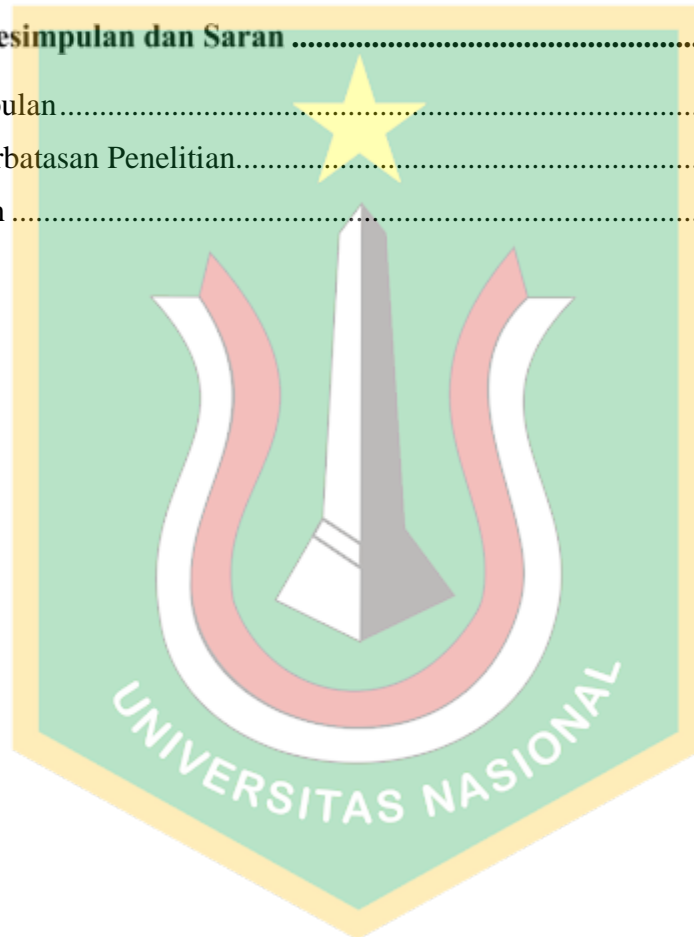 esimpulan dan Saran ................................................
pulan................................................................................
rbatasan Penelitian.........................................................
n ......................................................................................
UNIVERSITAS NASIONAL